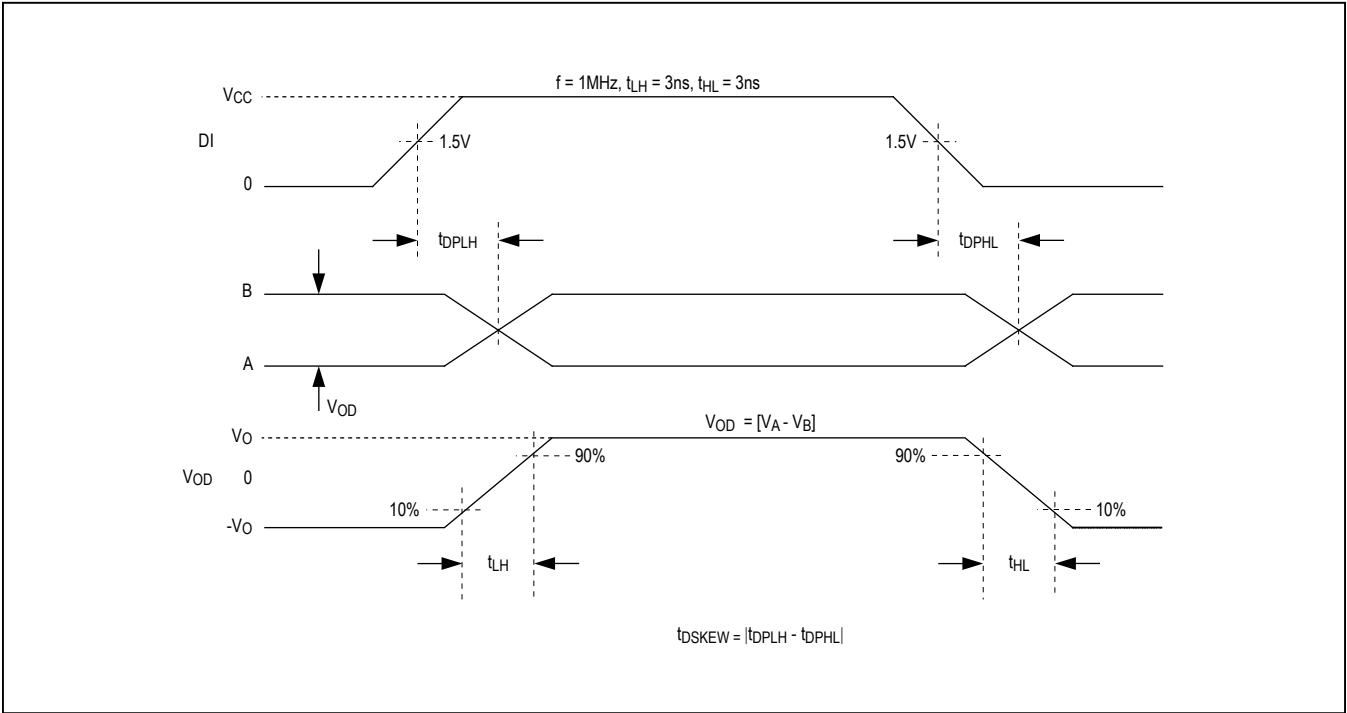 f = 1MHz, tLH = 3ns, tHL = 3ns
VCC
DI
1.5V
1.5V
0
tDPLH
tDPHL
B
A
VOD
VOD = [VA - VB]
VO
90%
90%
VOD 0
10%
10%
-VO
tLH
tHL
tDSKEW = |tDPLH - tDPHL|